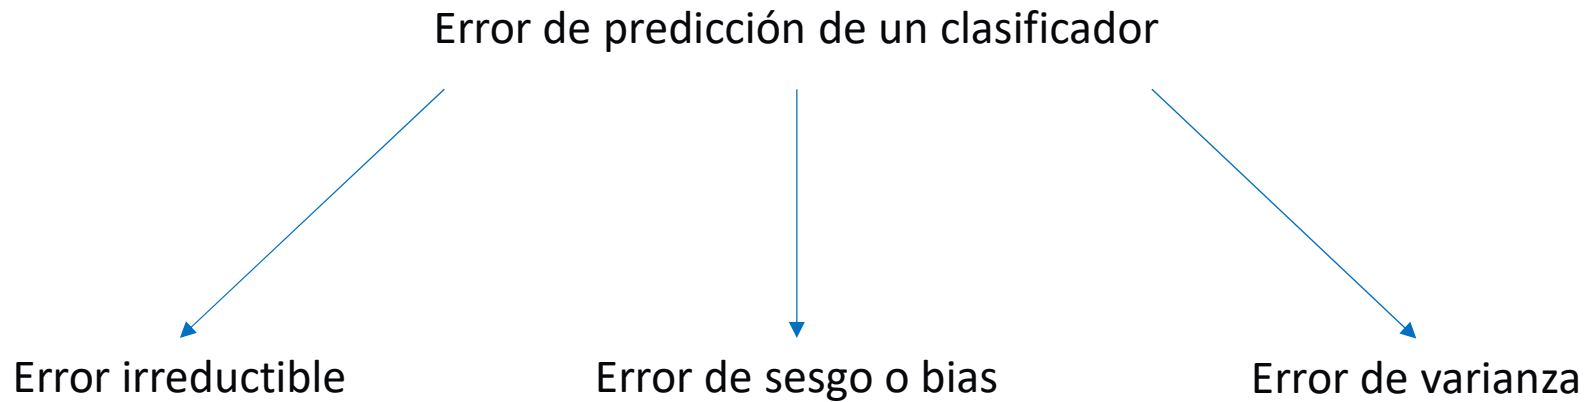 Error de predicción de un clasificador
Error irreductible
Error de sesgo o bias
Error de varianza